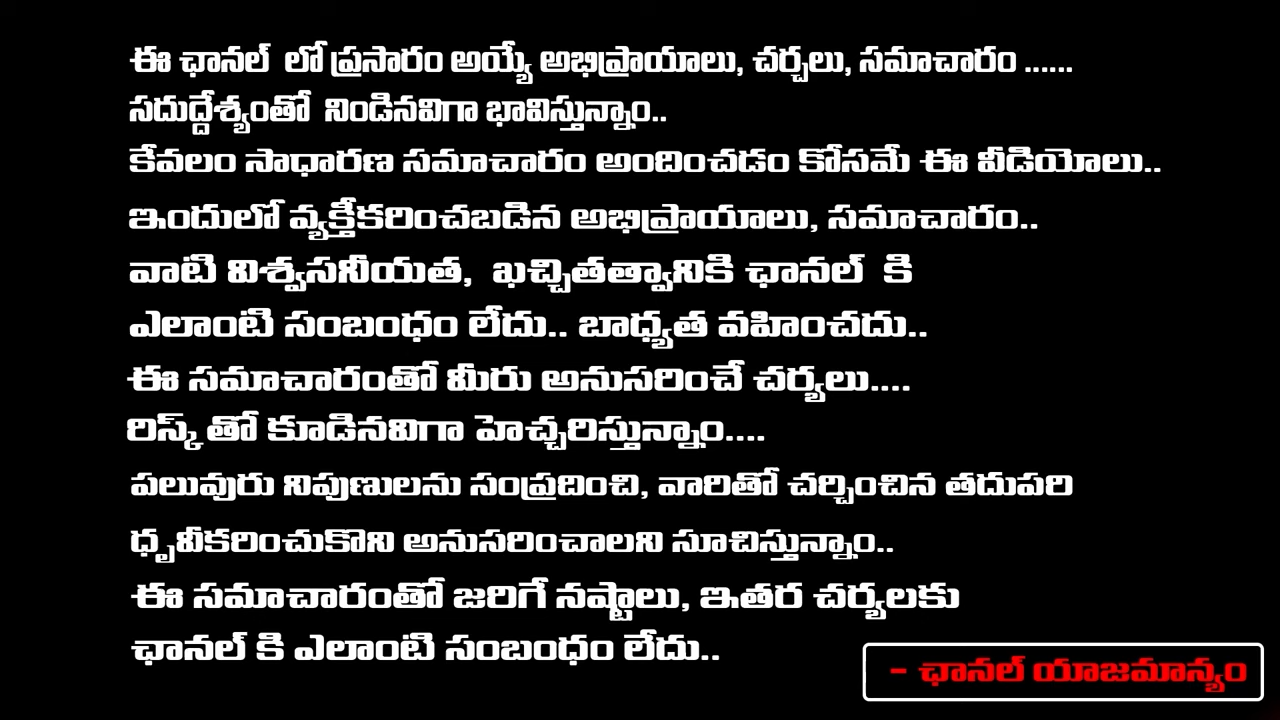 ఈ ఛానల్ లో ప్రసారం అయ్యే అభిప్రాయాలు, చర్చలు, సమాచారం ......
సదుద్దేశ్యంతో నిండినవిగా భావిస్తున్నాం..
కేవలం సాధారణ సమాచారం అందించడం కోసమే ఈ వీడియోలు..
ఇందులో వ్యక్తీకరించబడిన అభిప్రాయాలు, సమాచారం..
వాటి విశ్వసనీయత, ఖచ్చితత్వానికి ఛానల్ కి
ఎలాంటి సంబంధం లేదు.. బాధ్యత వహించదు..
ఈ సమాచారంతో మీరు అనుసరించే చర్యలు....
రిస్క్ తో కూడినవిగా హెచ్చరిస్తున్నాం....
పలువురు నిపుణులను సంప్రదించి, వారితో చర్చించిన తదుపరి
ధృవీకరించుకొని అనుసరించాలని సూచిస్తున్నాం..
ఈ సమాచారంతో జరిగే నష్టాలు, ఇతర చర్యలకు
ఛానల్ కి ఎలాంటి సంబంధం లేదు..
- ఛానల్ యాజమాన్యం